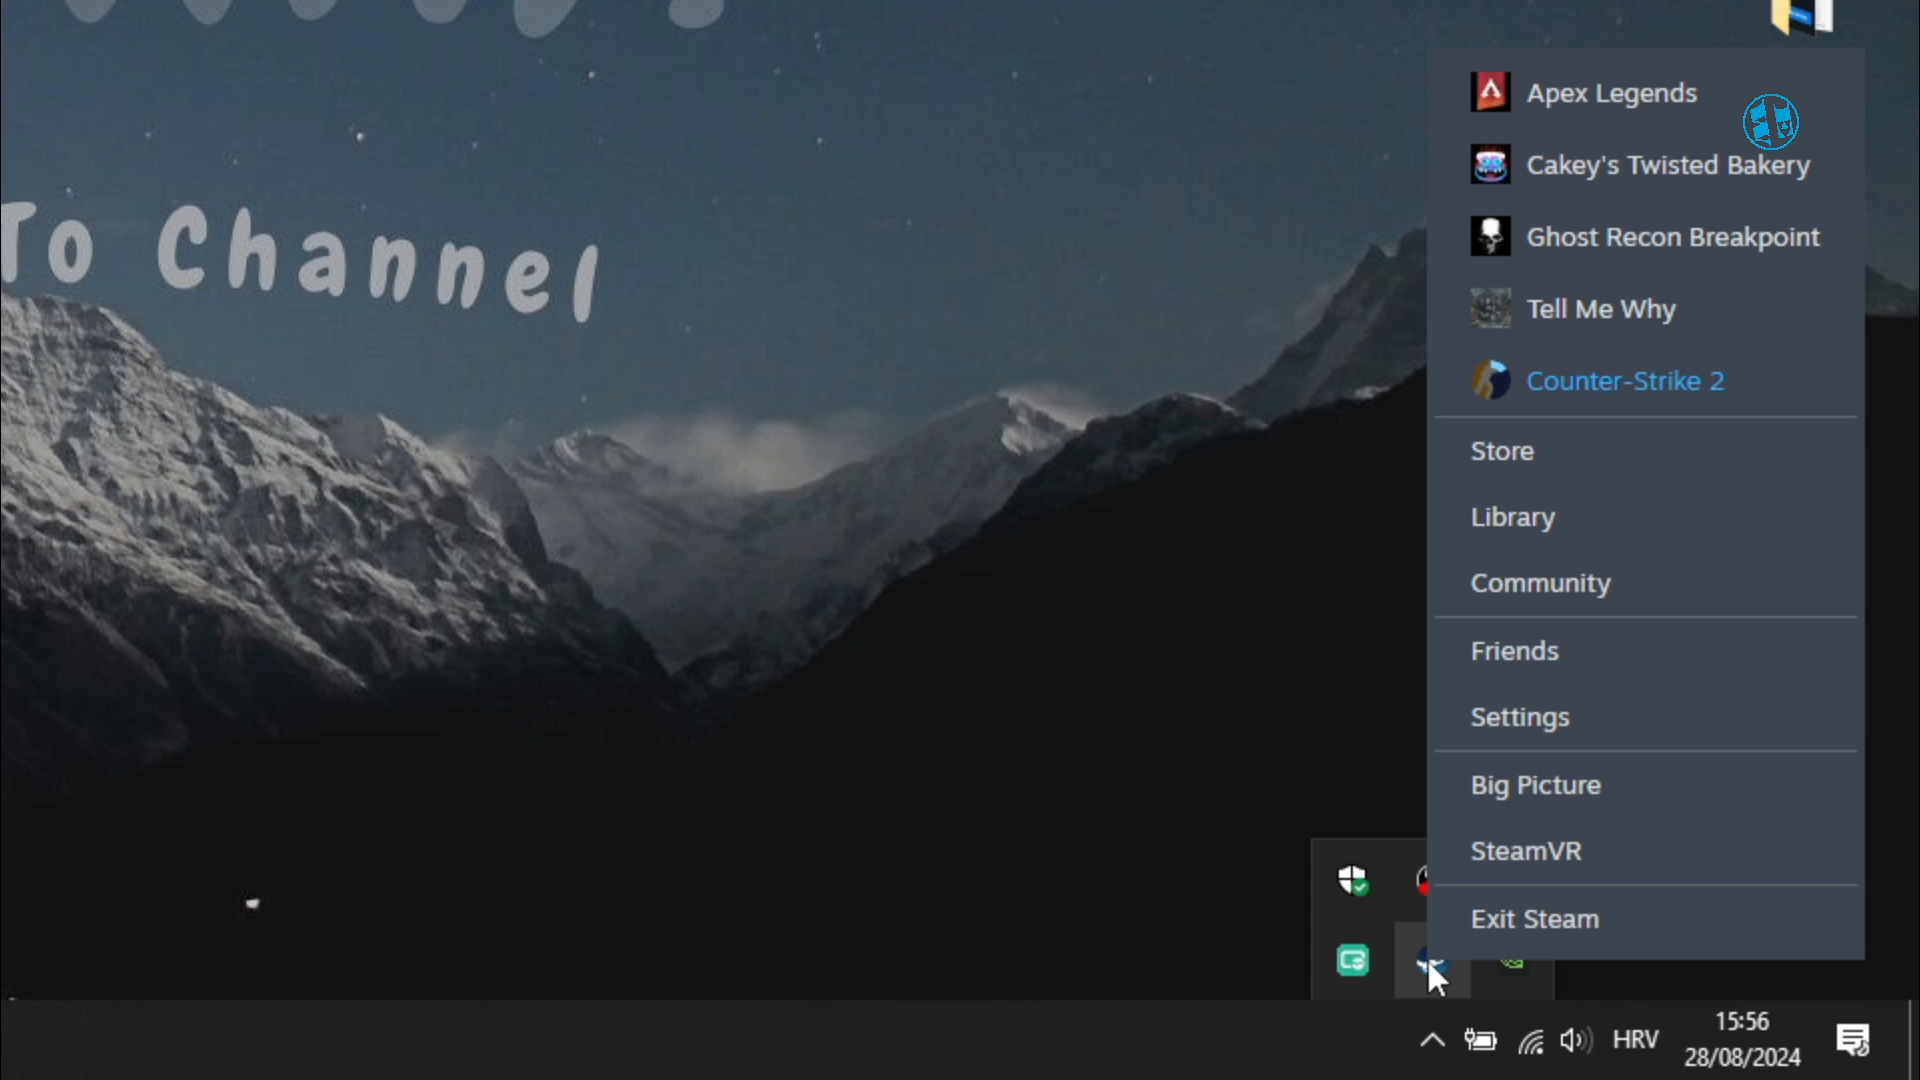 To Channel
Apex Legends
Cakey's Twisted Bakery
Ghost Recon Breakpoint
Tell Me Why
Counter-Strike 2
Store
Library
Community
Friends
Settings
Big Picture
SteamVR
Exit Steam
HRV
15:56
28/08/2024